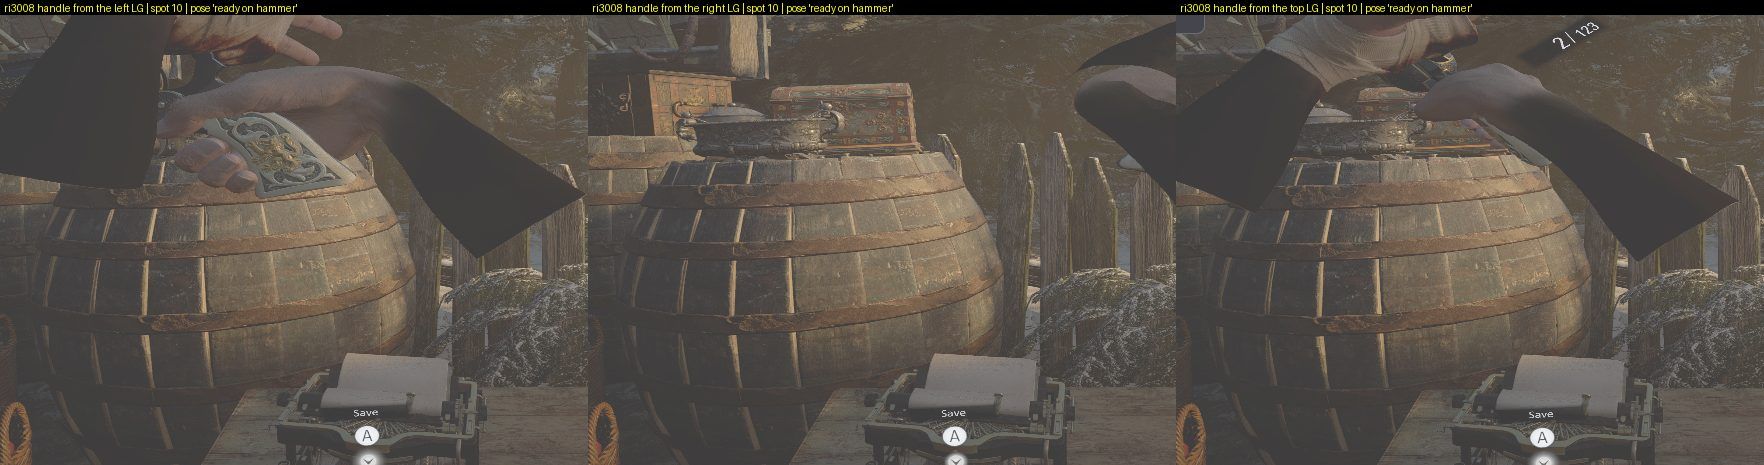 ri3008 handle from the left LG | spot 10 | pose 'ready on hammer'
ri3008 handle from the right LG | spot 10 | pose 'ready on hammer'
ri3008 handle from the top LG | spot 10 | pose 'ready on hammer'
2 | 123
Save
A
Save
A
Save
A